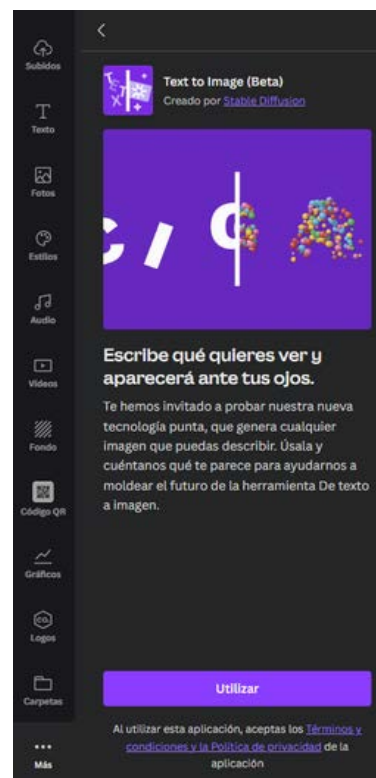 Subidos
Texto
Fotos
Estilos
Audio
Vídeos
Fondo
Código QR
Gráficos
CO.
Logos
Carpetas
Más
Text to Image (Beta)
Creado por Stable Diffusion
Escribe qué quieres ver y
aparecerá ante tus ojos.
Te hemos invitado a probar nuestra nueva
tecnología punta, que genera cualquier
imagen que puedas describir. Úsala y
cuéntanos qué te parece para ayudarnos a
moldear el futuro de la herramienta De texto
a imagen.
Utilizar
Al utilizar esta aplicación, aceptas los Términos y
condiciones y la Política de privacidad de la
aplicación